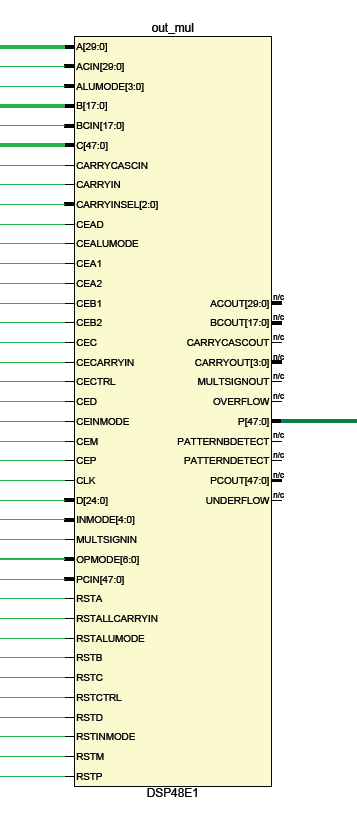 out_mul
A[29:0]
ACIN[29:0]
ALUMODE[3:0]
B[17:0]
BCIN[17:0]
C[47:0]
CARRYCASCIN
CARRYIN
CARRYINSEL[2:0]
CEAD
CEALUMODE
CEA1
CEA2
CEB1
CEB2
CEC
CECARRYIN
CECTRL
CED
CEINMODE
CEM
CEP
CLK
D[24:0]
INMODE[4:0]
MULTSIGNIN
OPMODE[6:0]
PCIN[47:0]
RSTA
RSTALLCARRYIN
RSTALUMODE
RSTB
RSTC
RSTCTRL
RSTD
RSTINMODE
RSTM
RSTP
ACOUT[29:0] n/c
BCOUT[17:0] n/c
CARRYCASCOUT n/c
CARRYOUT[3:0] n/c
MULTSIGNOUT n/c
OVERFLOW n/c
P[47:0]
PATTERNBDETECT n/c
PATTERNDETECT n/c
PCOUT[47:0] n/c
UNDERFLOW n/c
DSP48E1